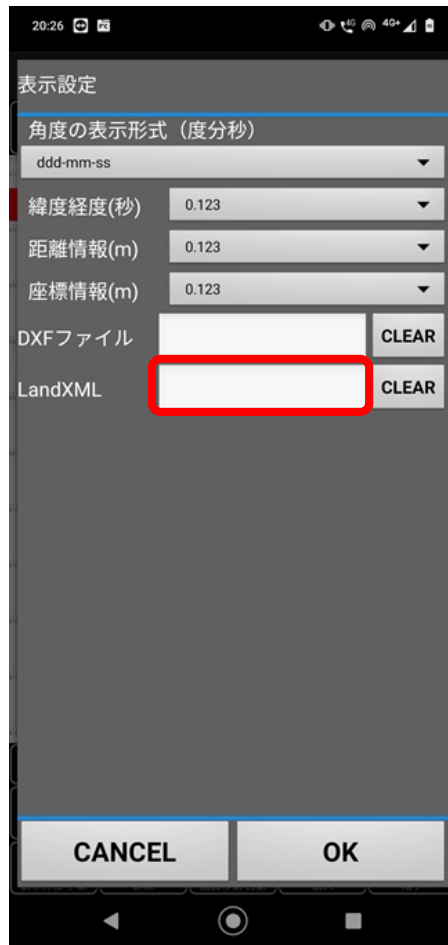 20:26
4G 4G+
表示設定
角度の表示形式（度分秒）
ddd-mm-ss
緯度経度(秒) 0.123
距離情報(m) 0.123
座標情報(m) 0.123
DXFファイル CLEAR
LandXML CLEAR
CANCEL OK